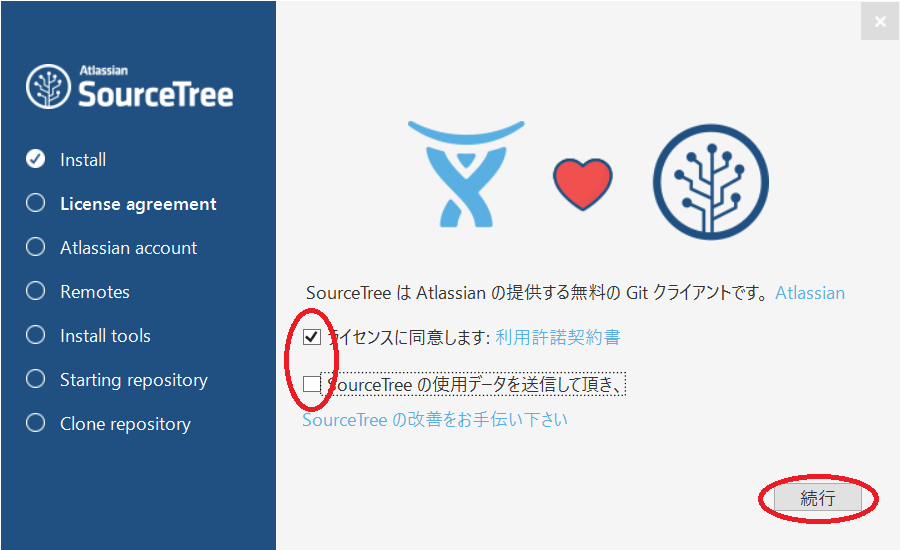 Atlassian
SourceTree
Install
License agreement
Atlassian account
Remotes
Install tools
Starting repository
Clone repository
SourceTree は Atlassian の提供する無料の Git クライアントです。 Atlassian
ライセンスに同意します: 利用許諾契約書
SourceTree の使用データを送信して頂き、
SourceTree の改善をお手伝い下さい
続行